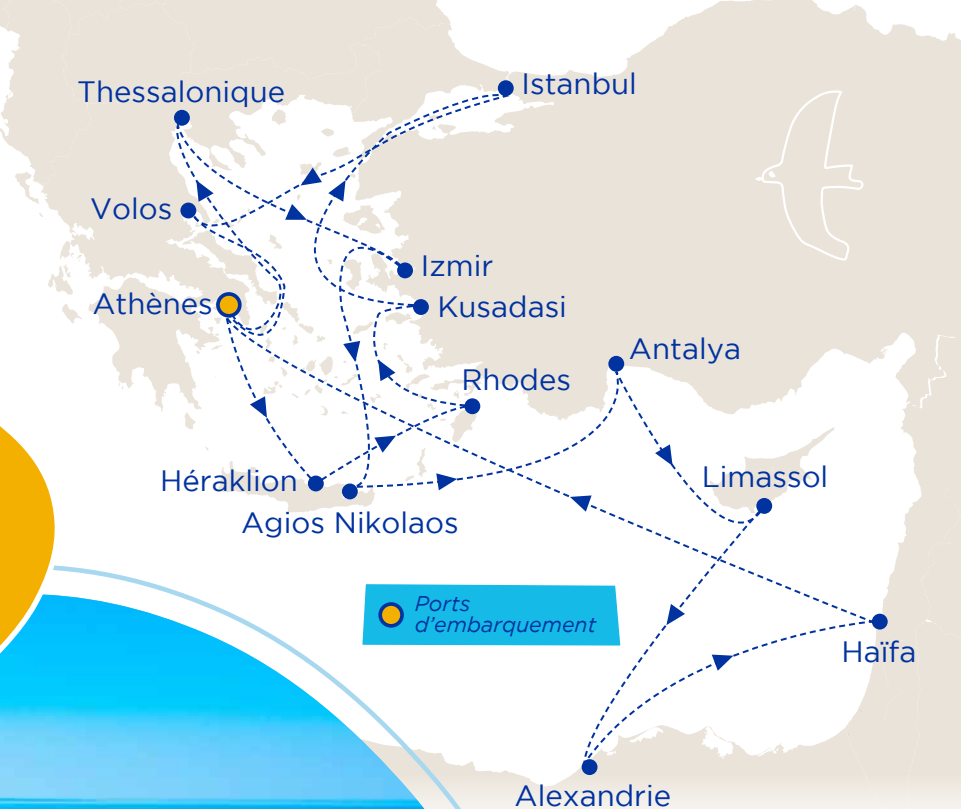 Istanbul
Thessalonique
Volos
Izmir
Athènes
Kusadasi
Antalya
Rhodes
Héraklion
Limassol
Agios Nikolaos
Ports
d'embarquement
Haïfa
Alexandrie